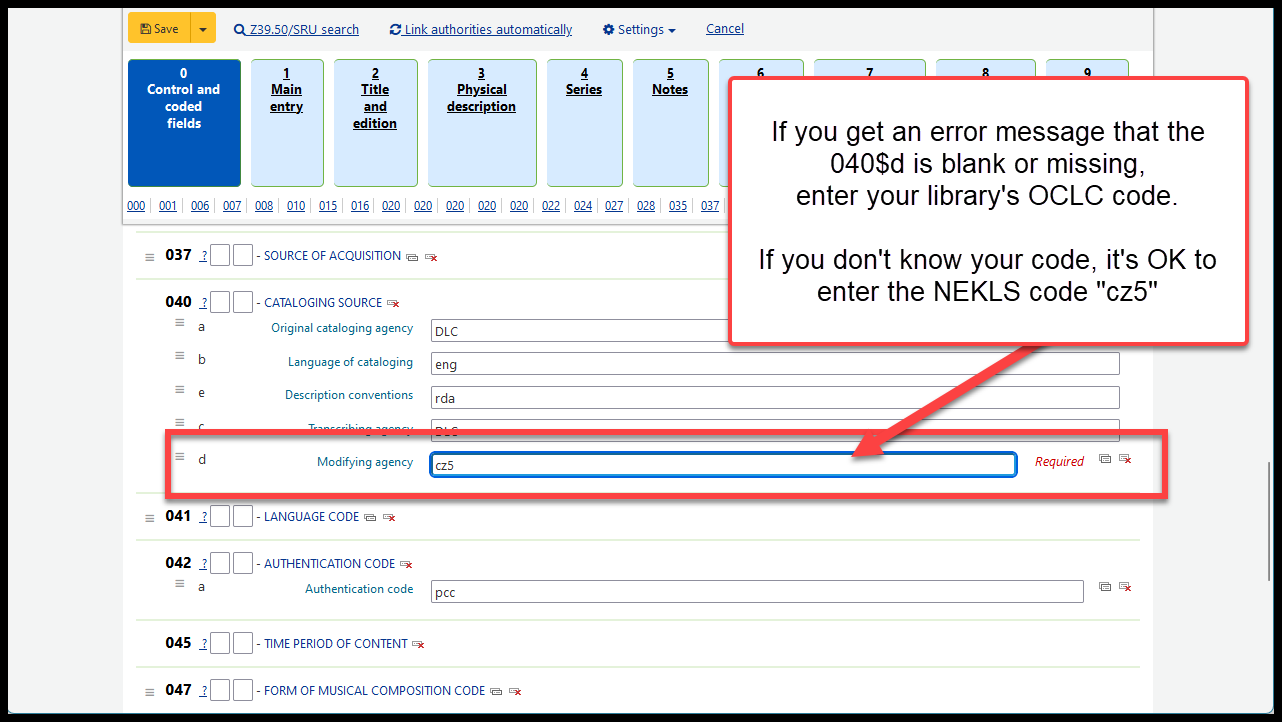 Save
Z39.50/SRU search
Link authorities automatically
Settings
Cancel
0
Control and
coded
fields
1
Main
entry
2
Title
and
edition
3
Physical
description
4
Series
5
Notes
6
7
8
9
000 001 006 007 008 010 015 016 020 020 020 020 020 022 024 027 028 035 037
If you get an error message that the
040$d is blank or missing,
enter your library's OCLC code.
If you don't know your code, it's OK to
enter the NEKLS code "cz5"
037 ? - SOURCE OF ACQUISITION
040 ? - CATALOGING SOURCE
a Original cataloging agency DLC
b Language of cataloging eng
e Description conventions rda
c Transcribing agency DLC
d Modifying agency cz5 Required
041 ? - LANGUAGE CODE
042 ? - AUTHENTICATION CODE
a Authentication code pcc
045 ? - TIME PERIOD OF CONTENT
047 ? - FORM OF MUSICAL COMPOSITION CODE